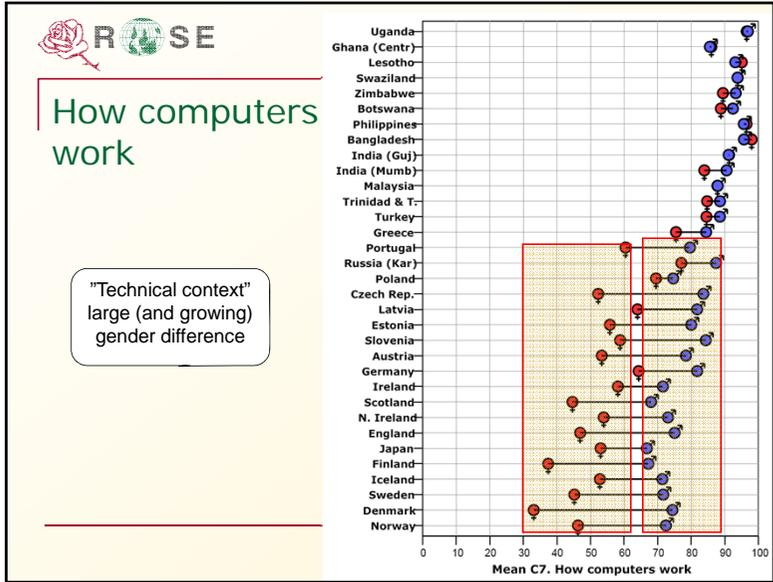 ROSE
How computers
work
”Technical context”
large (and growing)
gender difference
Uganda
Ghana (Centr)
Lesotho
Swaziland
Zimbabwe
Botswana
Philippines
Bangladesh
India (Guj)
India (Mumb)
Malaysia
Trinidad & T.
Turkey
Greece
Portugal
Russia (Kar)
Poland
Czech Rep.
Latvia
Estonia
Slovenia
Austria
Germany
Ireland
Scotland
N. Ireland
England
Japan
Finland
Iceland
Sweden
Denmark
Norway
0 10 20 30 40 50 60 70 80 90 100
Mean C7. How computers work